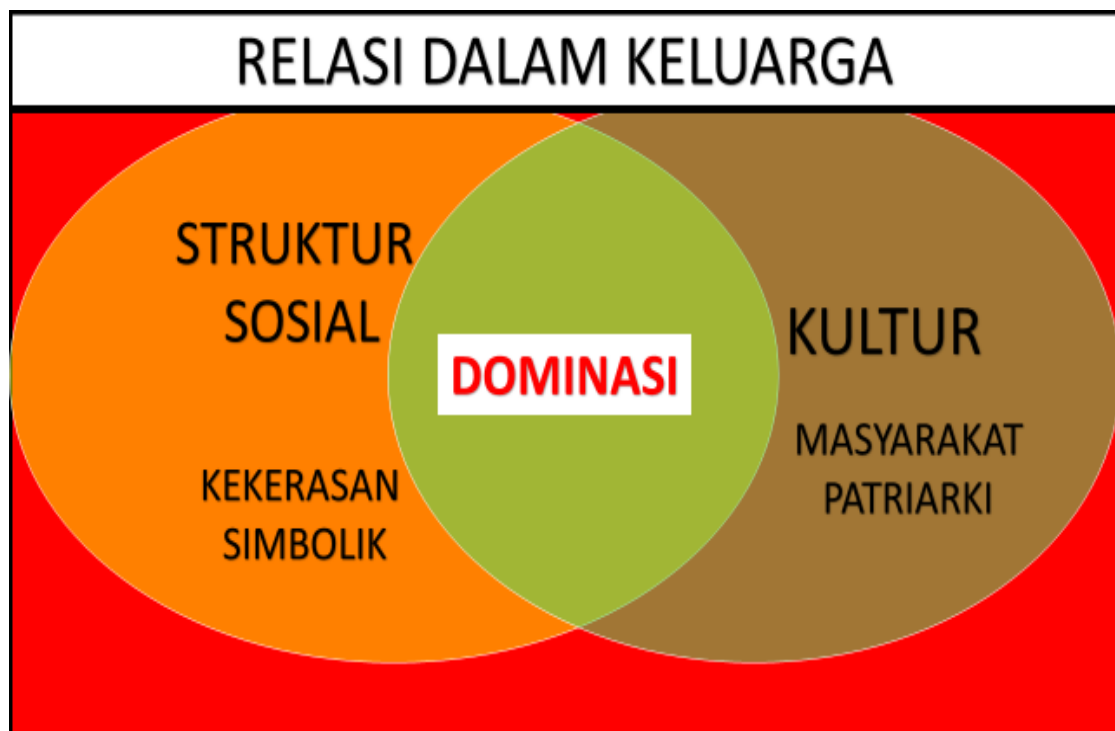 RELASI DALAM KELUARGA
STRUKTUR
SOSIAL
KEKERASAN
SIMBOLIK
DOMINASI
KULTUR
MASYARAKAT
PATRIARKI